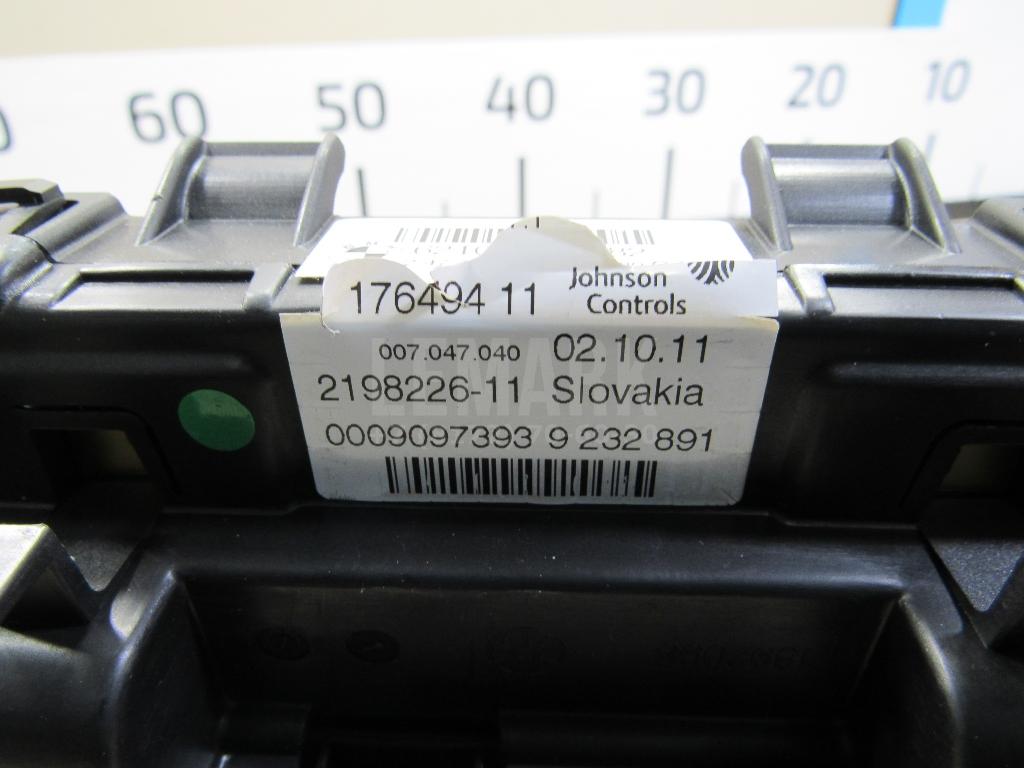 60 50 40 30 20 10
176494 11 Johnson
Controls
007.047.040 02.10.11
2198226-11 Slovakia
0009097393 9 232 891
LEMARK